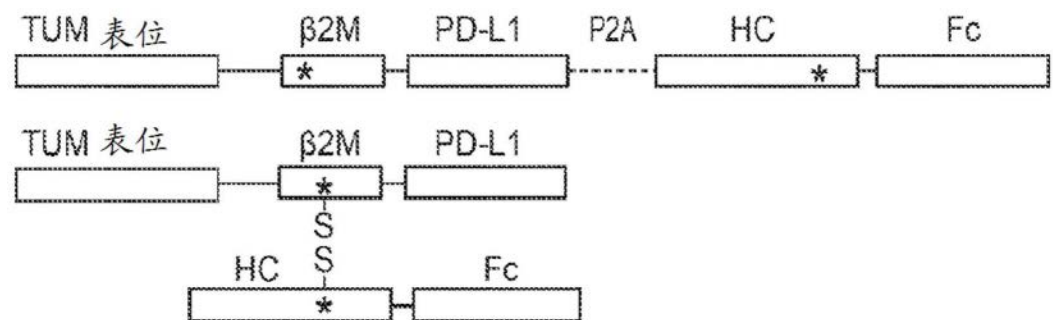 TUM 表位 β2M PD-L1 P2A HC Fc
* *
TUM 表位 β2M PD-L1
*
S
S
HC Fc
*